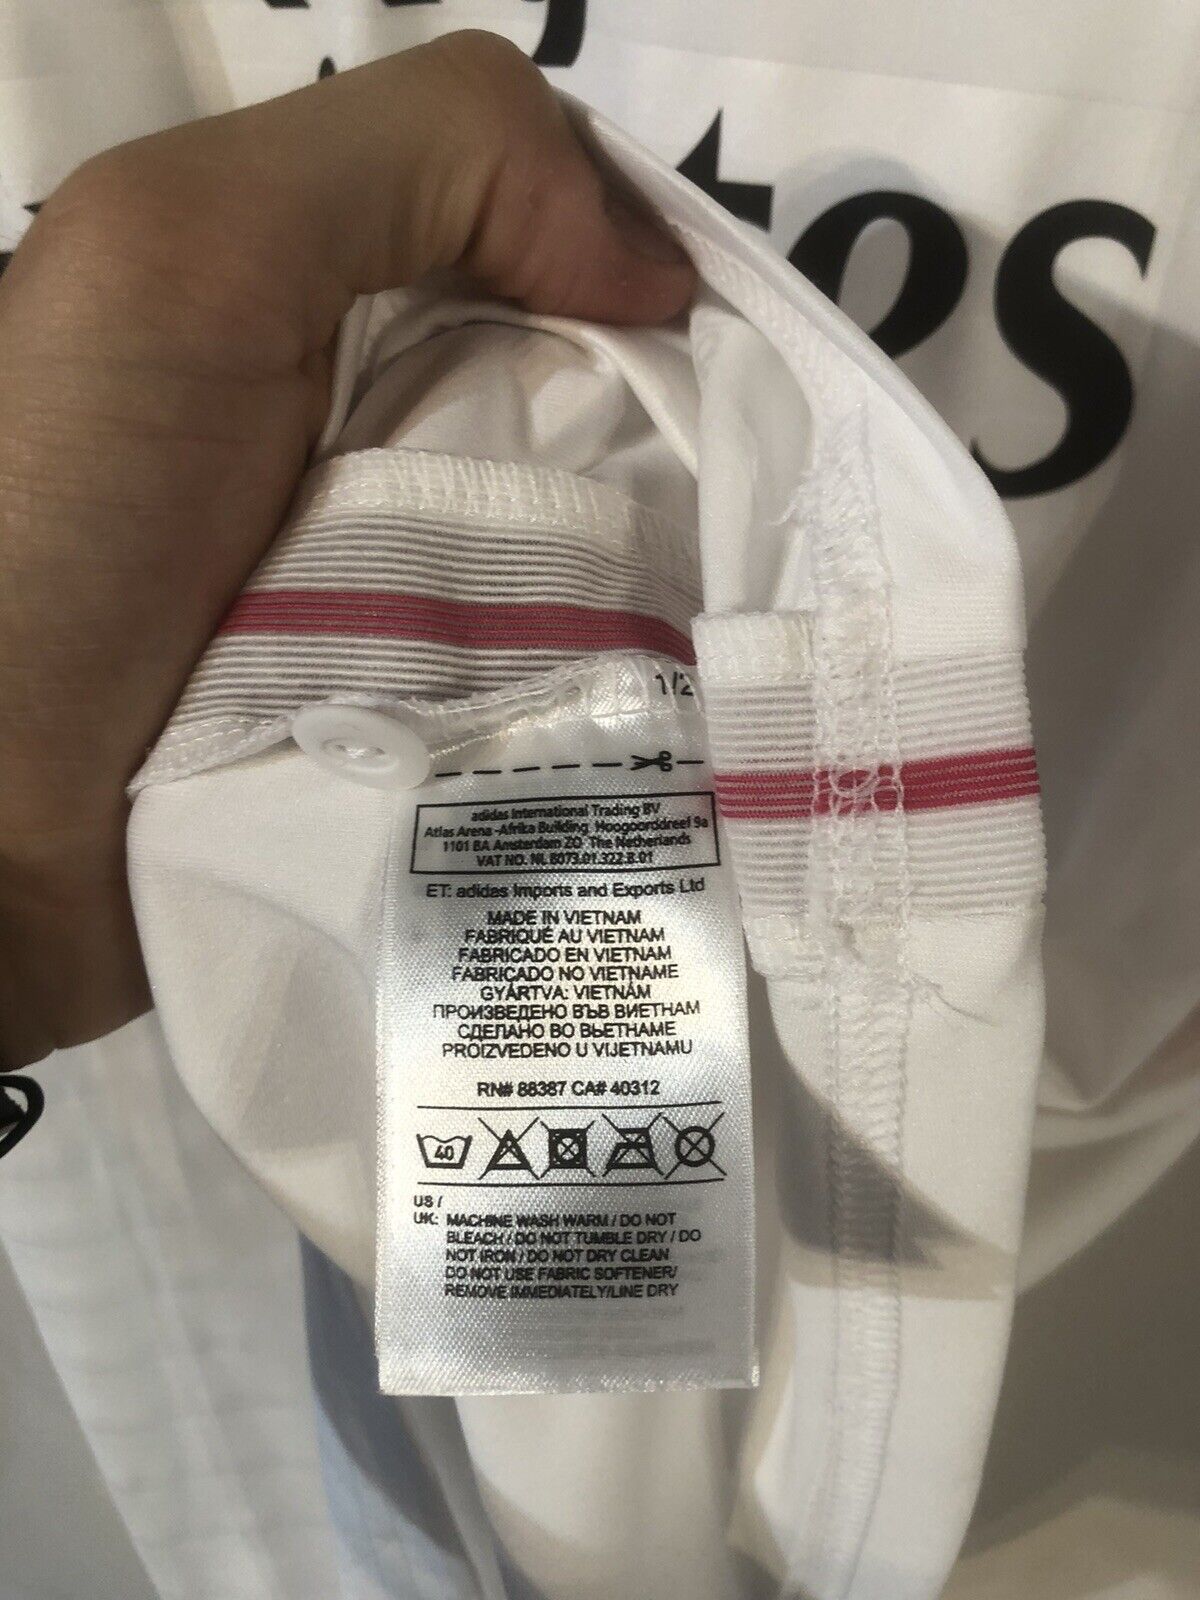 tes
1/2
adidas International Trading BV
Atlas Arena -Afrika Building, Hoogoorddreef 9a
1101 BA Amsterdam ZO The Netherlands
VAT NO. NL 8073.01.322.B.01
ET: adidas Imports and Exports Ltd
MADE IN VIETNAM
FABRIQUÉ AU VIETNAM
FABRICADO EN VIETNAM
FABRICADO NO VIETNAME
GYÁRTVA: VIETNÁM
ПРОИЗВЕДЕНО ВЪВ ВИЕТНАМ
СДЕЛАНО ВО ВЬЕТНАМЕ
PROIZVEDENO U VIJETNAMU
RN# 88387 CA# 40312
40
US /
UK: MACHINE WASH WARM / DO NOT
BLEACH / DO NOT TUMBLE DRY / DO
NOT IRON / DO NOT DRY CLEAN
DO NOT USE FABRIC SOFTENER/
REMOVE IMMEDIATELY/LINE DRY